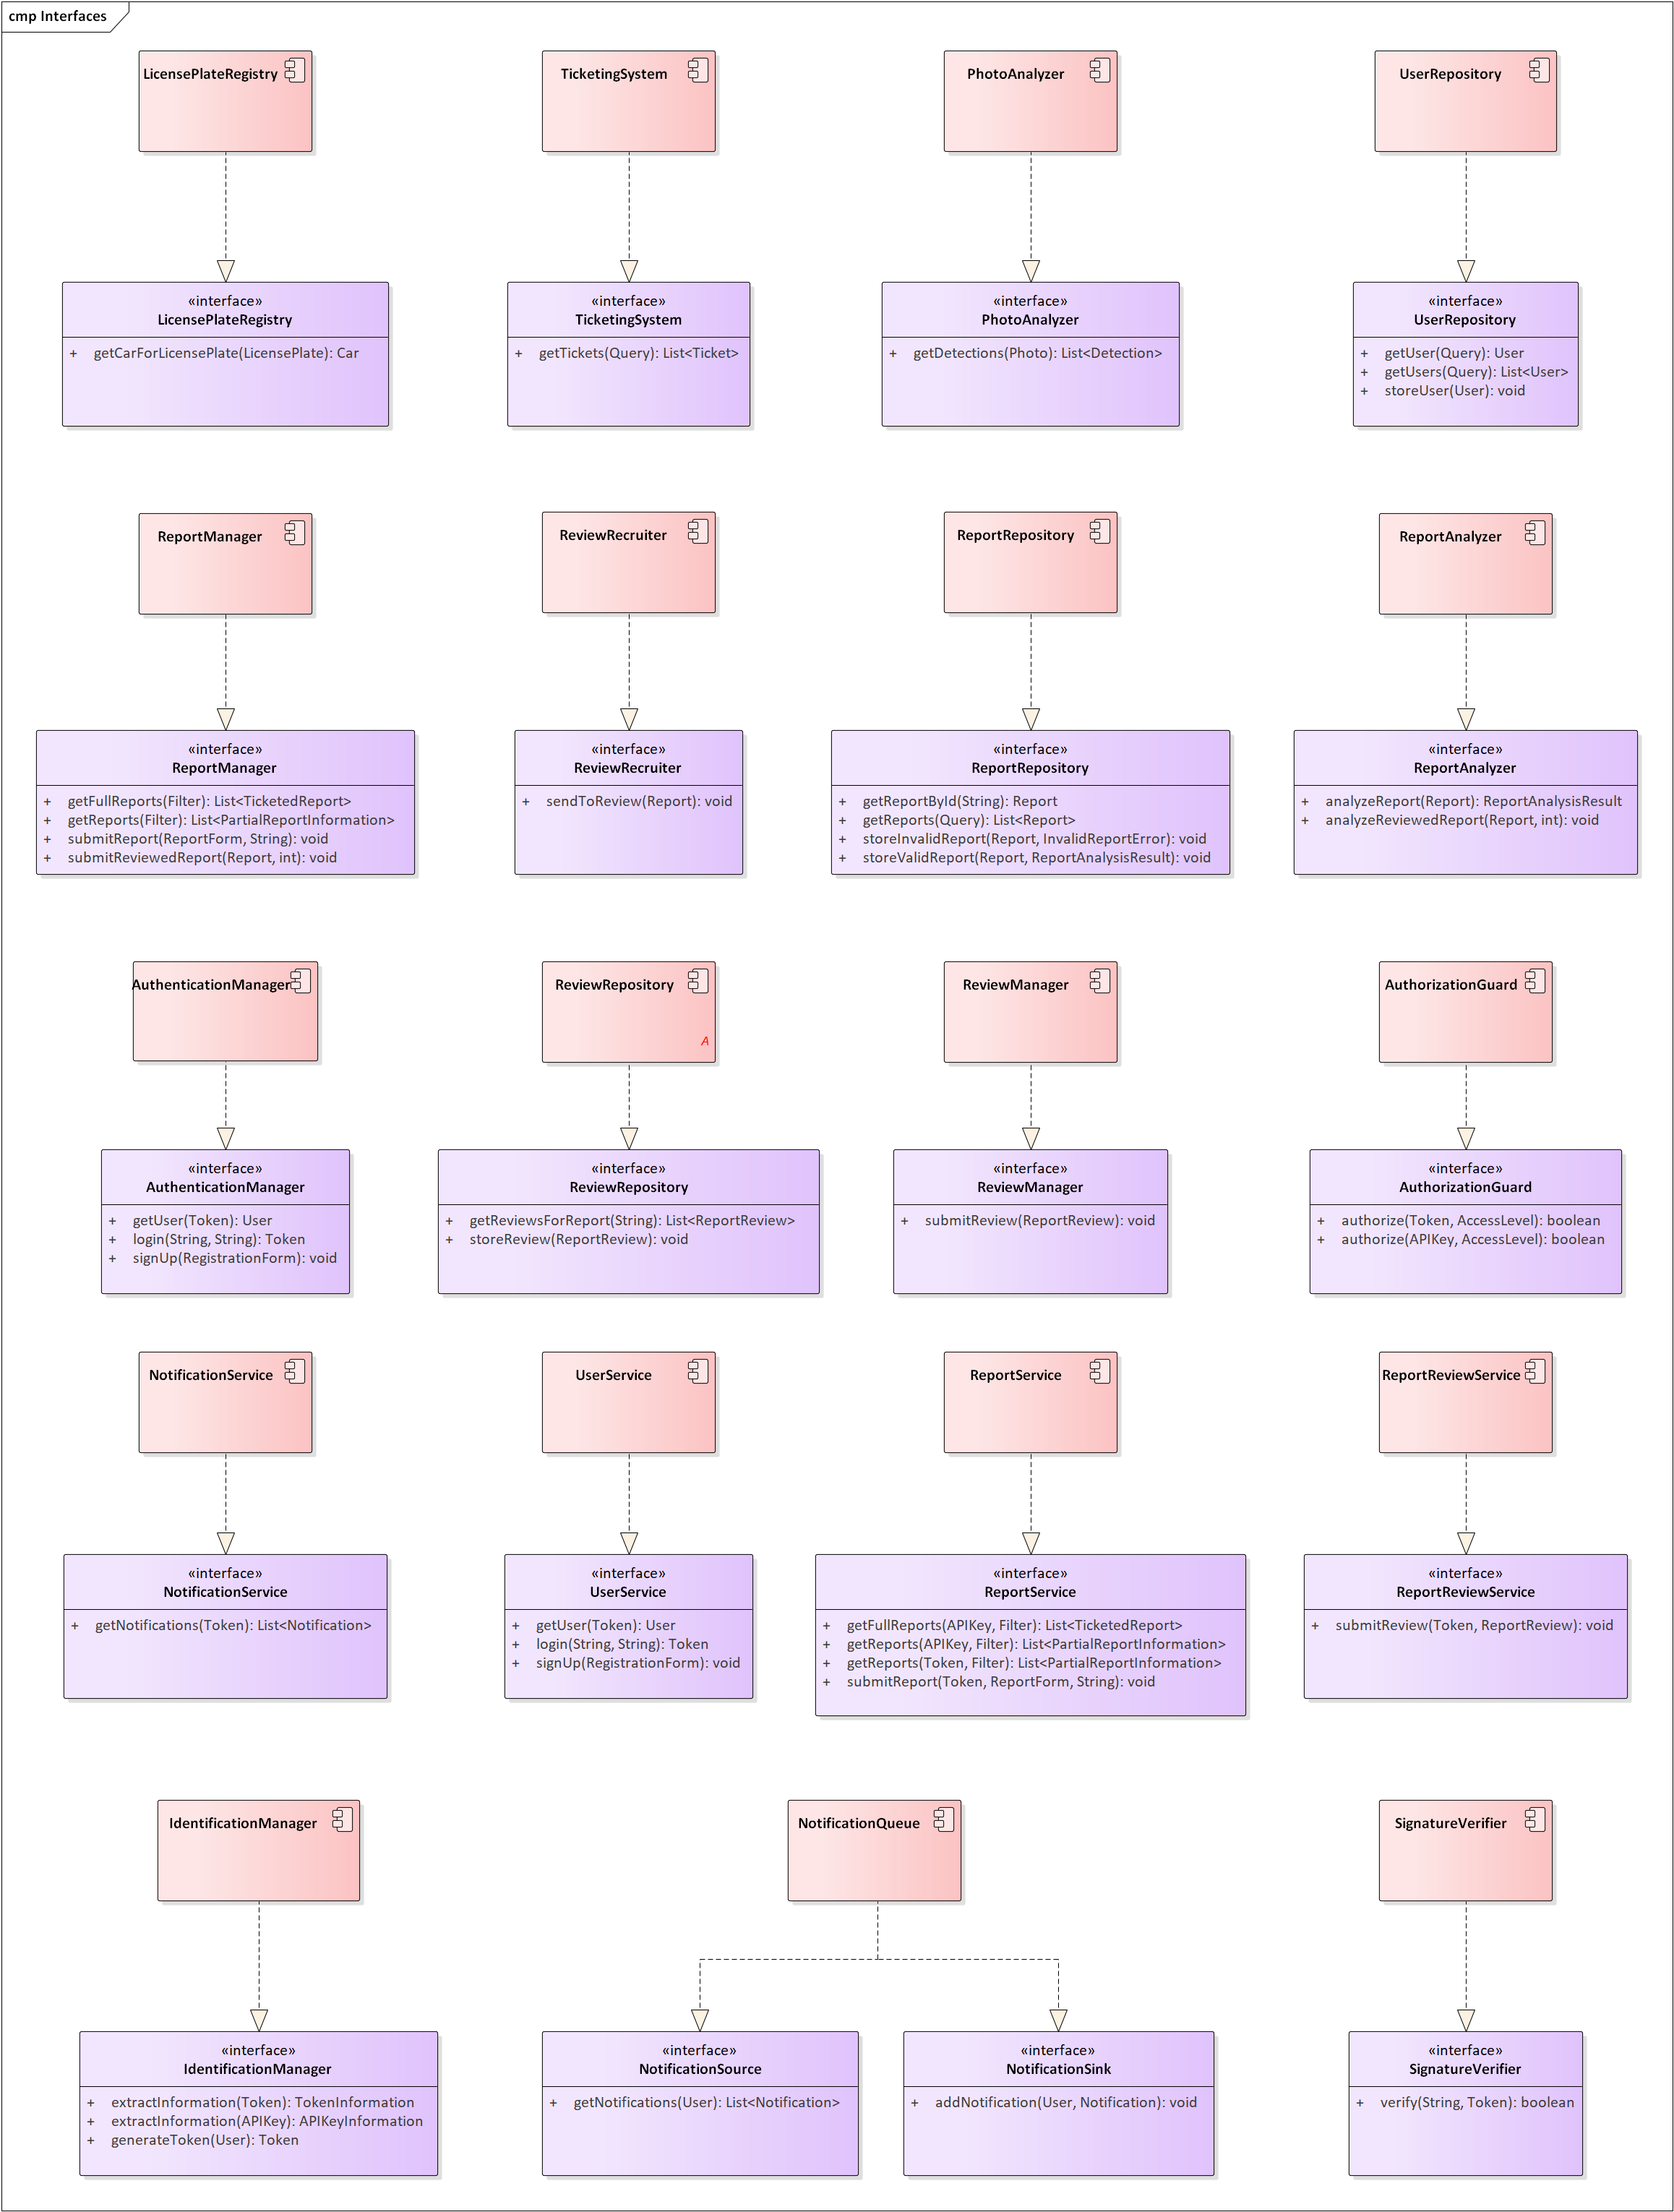 cmp Interfaces
LicensePlateRegistry
TicketingSystem
PhotoAnalyzer
UserRepository
«interface»
LicensePlateRegistry
+ getCarForLicensePlate(LicensePlate): Car
«interface»
TicketingSystem
+ getTickets(Query): List<Ticket>
«interface»
PhotoAnalyzer
+ getDetections(Photo): List<Detection>
«interface»
UserRepository
+ getUser(Query): User
+ getUsers(Query): List<User>
+ storeUser(User): void
ReportManager
ReviewRecruiter
ReportRepository
ReportAnalyzer
«interface»
ReportManager
+ getFullReports(Filter): List<TicketedReport>
+ getReports(Filter): List<PartialReportInformation>
+ submitReport(ReportForm, String): void
+ submitReviewedReport(Report, int): void
«interface»
ReviewRecruiter
+ sendToReview(Report): void
«interface»
ReportRepository
+ getReportById(String): Report
+ getReports(Query): List<Report>
+ storeInvalidReport(Report, InvalidReportError): void
+ storeValidReport(Report, ReportAnalysisResult): void
«interface»
ReportAnalyzer
+ analyzeReport(Report): ReportAnalysisResult
+ analyzeReviewedReport(Report, int): void
AuthenticationManager
ReviewRepository
A
ReviewManager
AuthorizationGuard
«interface»
AuthenticationManager
+ getUser(Token): User
+ login(String, String): Token
+ signUp(RegistrationForm): void
«interface»
ReviewRepository
+ getReviewsForReport(String): List<ReportReview>
+ storeReview(ReportReview): void
«interface»
ReviewManager
+ submitReview(ReportReview): void
«interface»
AuthorizationGuard
+ authorize(Token, AccessLevel): boolean
+ authorize(APIKey, AccessLevel): boolean
NotificationService
UserService
ReportService
ReportReviewService
«interface»
NotificationService
+ getNotifications(Token): List<Notification>
«interface»
UserService
+ getUser(Token): User
+ login(String, String): Token
+ signUp(RegistrationForm): void
«interface»
ReportService
+ getFullReports(APIKey, Filter): List<TicketedReport>
+ getReports(APIKey, Filter): List<PartialReportInformation>
+ getReports(Token, Filter): List<PartialReportInformation>
+ submitReport(Token, ReportForm, String): void
«interface»
ReportReviewService
+ submitReview(Token, ReportReview): void
IdentificationManager
NotificationQueue
SignatureVerifier
«interface»
IdentificationManager
+ extractInformation(Token): TokenInformation
+ extractInformation(APIKey): APIKeyInformation
+ generateToken(User): Token
«interface»
NotificationSource
+ getNotifications(User): List<Notification>
«interface»
NotificationSink
+ addNotification(User, Notification): void
«interface»
SignatureVerifier
+ verify(String, Token): boolean